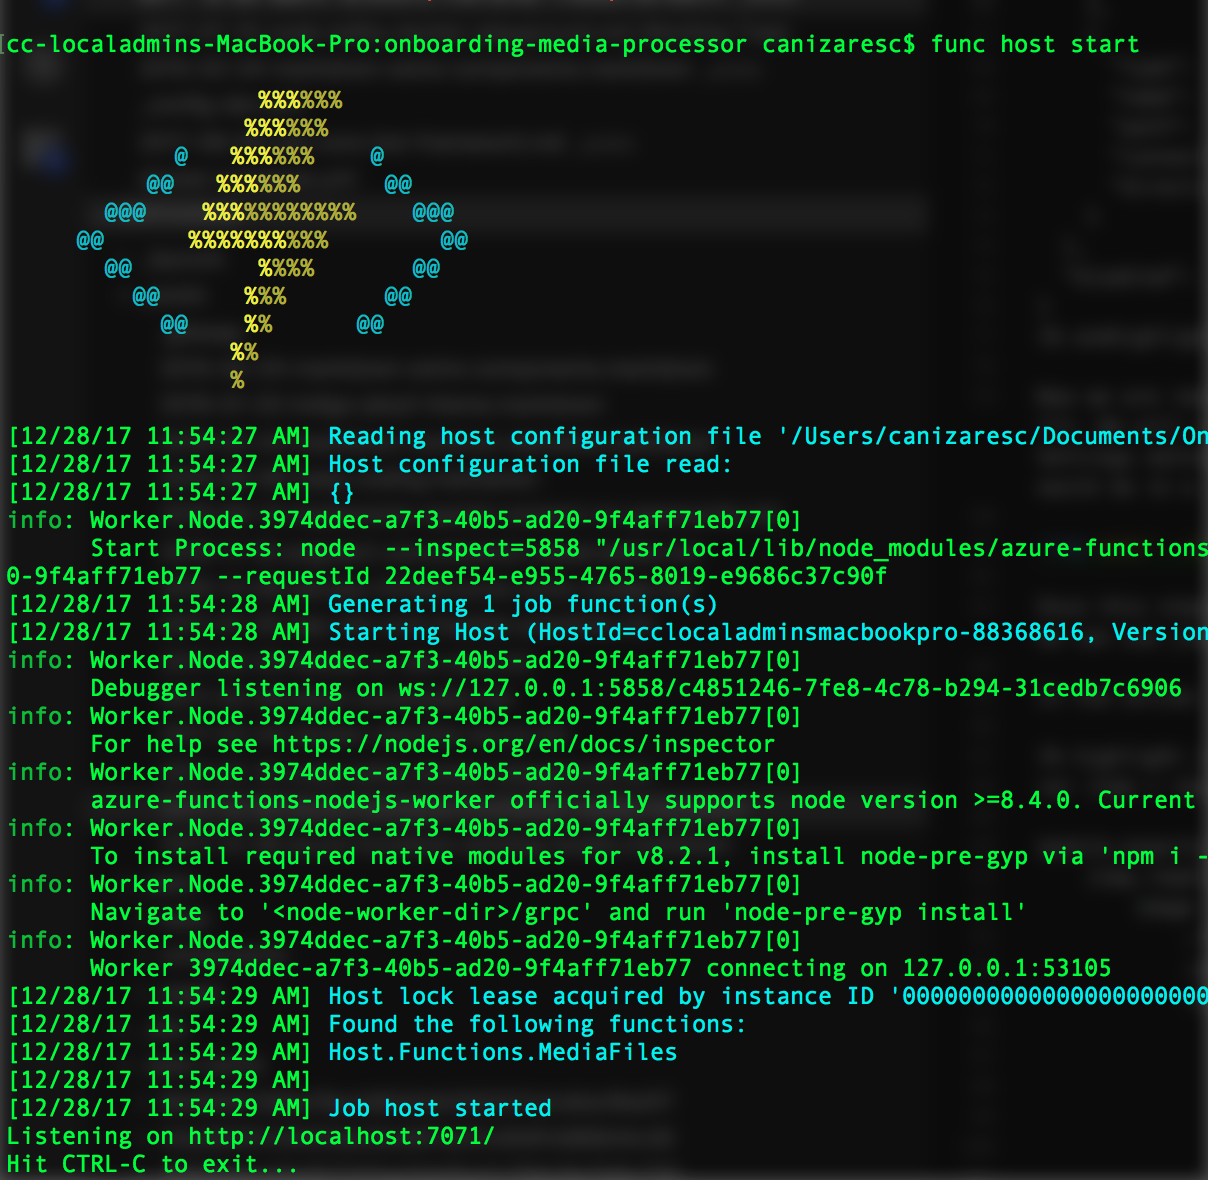 cc-localadmins-MacBook-Pro:onboarding-media-processor canizaresc$ func host start
%%%%%%
%%%%%%
@ %%%%%% @
@@ %%%%%% @@
@@@ %%%%%%%%%%% @@@
@@ %%%%%%%%%% @@
@@ %%%% @@
@@ %%% @@
@@ %% @@
%%
%
[12/28/17 11:54:27 AM] Reading host configuration file '/Users/canizaresc/Documents/On
[12/28/17 11:54:27 AM] Host configuration file read:
[12/28/17 11:54:27 AM] {}
info: Worker.Node.3974ddec-a7f3-40b5-ad20-9f4aff71eb77[0]
Start Process: node  --inspect=5858 "/usr/local/lib/node_modules/azure-functions
0-9f4aff71eb77 --requestId 22deef54-e955-4765-8019-e9686c37c90f
[12/28/17 11:54:28 AM] Generating 1 job function(s)
[12/28/17 11:54:28 AM] Starting Host (HostId=cclocaladminsmacbookpro-88368616, Version
info: Worker.Node.3974ddec-a7f3-40b5-ad20-9f4aff71eb77[0]
Debugger listening on ws://127.0.0.1:5858/c4851246-7fe8-4c78-b294-31cedb7c6906
info: Worker.Node.3974ddec-a7f3-40b5-ad20-9f4aff71eb77[0]
For help see https://nodejs.org/en/docs/inspector
info: Worker.Node.3974ddec-a7f3-40b5-ad20-9f4aff71eb77[0]
azure-functions-nodejs-worker officially supports node version >=8.4.0. Current
info: Worker.Node.3974ddec-a7f3-40b5-ad20-9f4aff71eb77[0]
To install required native modules for v8.2.1, install node-pre-gyp via 'npm i -
info: Worker.Node.3974ddec-a7f3-40b5-ad20-9f4aff71eb77[0]
Navigate to '<node-worker-dir>/grpc' and run 'node-pre-gyp install'
info: Worker.Node.3974ddec-a7f3-40b5-ad20-9f4aff71eb77[0]
Worker 3974ddec-a7f3-40b5-ad20-9f4aff71eb77 connecting on 127.0.0.1:53105
[12/28/17 11:54:29 AM] Host lock lease acquired by instance ID '0000000000000000000000
[12/28/17 11:54:29 AM] Found the following functions:
[12/28/17 11:54:29 AM] Host.Functions.MediaFiles
[12/28/17 11:54:29 AM]
[12/28/17 11:54:29 AM] Job host started
Listening on http://localhost:7071/
Hit CTRL-C to exit...